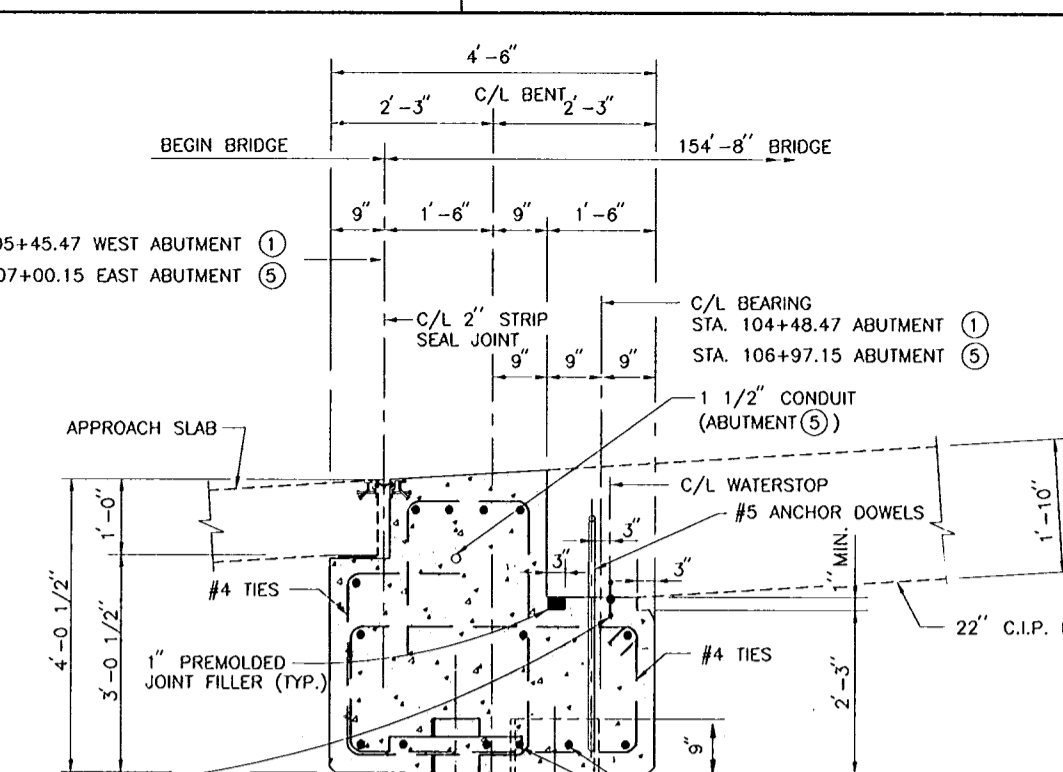 4'-6"
C/L BENT
2'-3" 2'-3"
BEGIN BRIDGE 154'-8" BRIDGE
9" 1'-6" 9" 1'-6"
05+45.47 WEST ABUTMENT 1
07+00.15 EAST ABUTMENT 5
C/L BEARING
STA. 104+48.47 ABUTMENT 1
STA. 106+97.15 ABUTMENT 5
C/L 2" STRIP
SEAL JOINT
9" 9" 9"
1 1/2" CONDUIT
(ABUTMENT 5)
APPROACH SLAB
C/L WATERSTOP
#5 ANCHOR DOWELS
1'-10"
1'-0"
3" 3" 3"
1" MIN.
#4 TIES
4'-0 1/2"
3'-0 1/2"
22" C.I.P.
1" PREMOLDED
JOINT FILLER (TYP.)
#4 TIES
2'-3"
9"